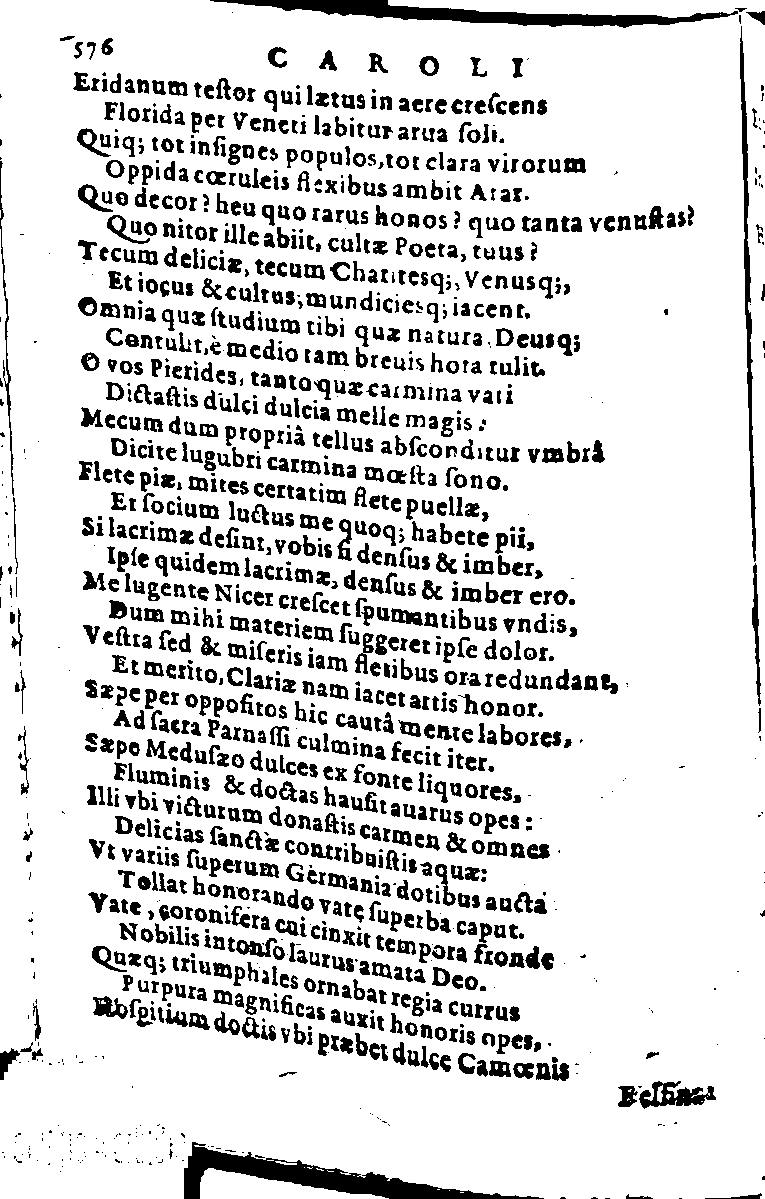 576
CAROLI
Eridanum teſtor qui lætus in aere creſcens
Florida per Veneti labitur arua ſoli.
Quiq; tot inſignes populos, tot clara virorum
Oppida cœruleis flexibus ambit Arar.
Quo decor? heu quo rarus honos? quo tanta venuſtas?
Quo nitor ille abiit, cultæ Poeta, tuus?
Tecum deliciæ, tecum Charitesq;, Venusq;,
Et iocus & cultus, mundiciesq; iacent.
Omnia quæ ſtudium tibi quæ natura, Deusq;
Contulit, è medio tam breuis hora tulit.
O vos Pierides, tanto quæ carmina vati
Dictaſtis dulci dulcia melle magis:
Mecum dum propriâ tellus abſconditur vmbrâ
Dicite lugubri carmina mœſta ſono.
Flete piæ, mites certatim flete puellæ,
Et ſocium luctus me quoq; habete pii,
Si lacrimæ deſint, vobis ſi denſus & imber,
Ipſe quidem lacrimæ, denſus & imber ero.
Me lugente Nicer creſcet ſpumantibus vndis,
Dum mihi materiem ſuggeret ipſe dolor.
Veſtra ſed & miſeris iam fletibus ora redundant,
Et merito, Clariæ nam iacet artis honor.
Sæpe per oppoſitos hic cautâ mente labores,
Ad ſacra Parnaſſi culmina fecit iter.
Sæpe Meduſæo dulces ex fonte liquores,
Fluminis & doctas hauſit auarus opes:
Illi vbi victurum donaſtis carmen & omnes
Delicias ſanctæ contribuiſtis aquæ:
Vt variis ſuperum Germania dotibus aucta
Tollat honorando vate ſuperba caput.
Vate, coronifera cui cinxit tempora fronde
Nobilis intonſo laurus amata Deo.
Quæq; triumphales ornabat regia currus
Purpura magnificas auxit honoris opes,
Hoſpitium doctis vbi præbet dulce Camœnis